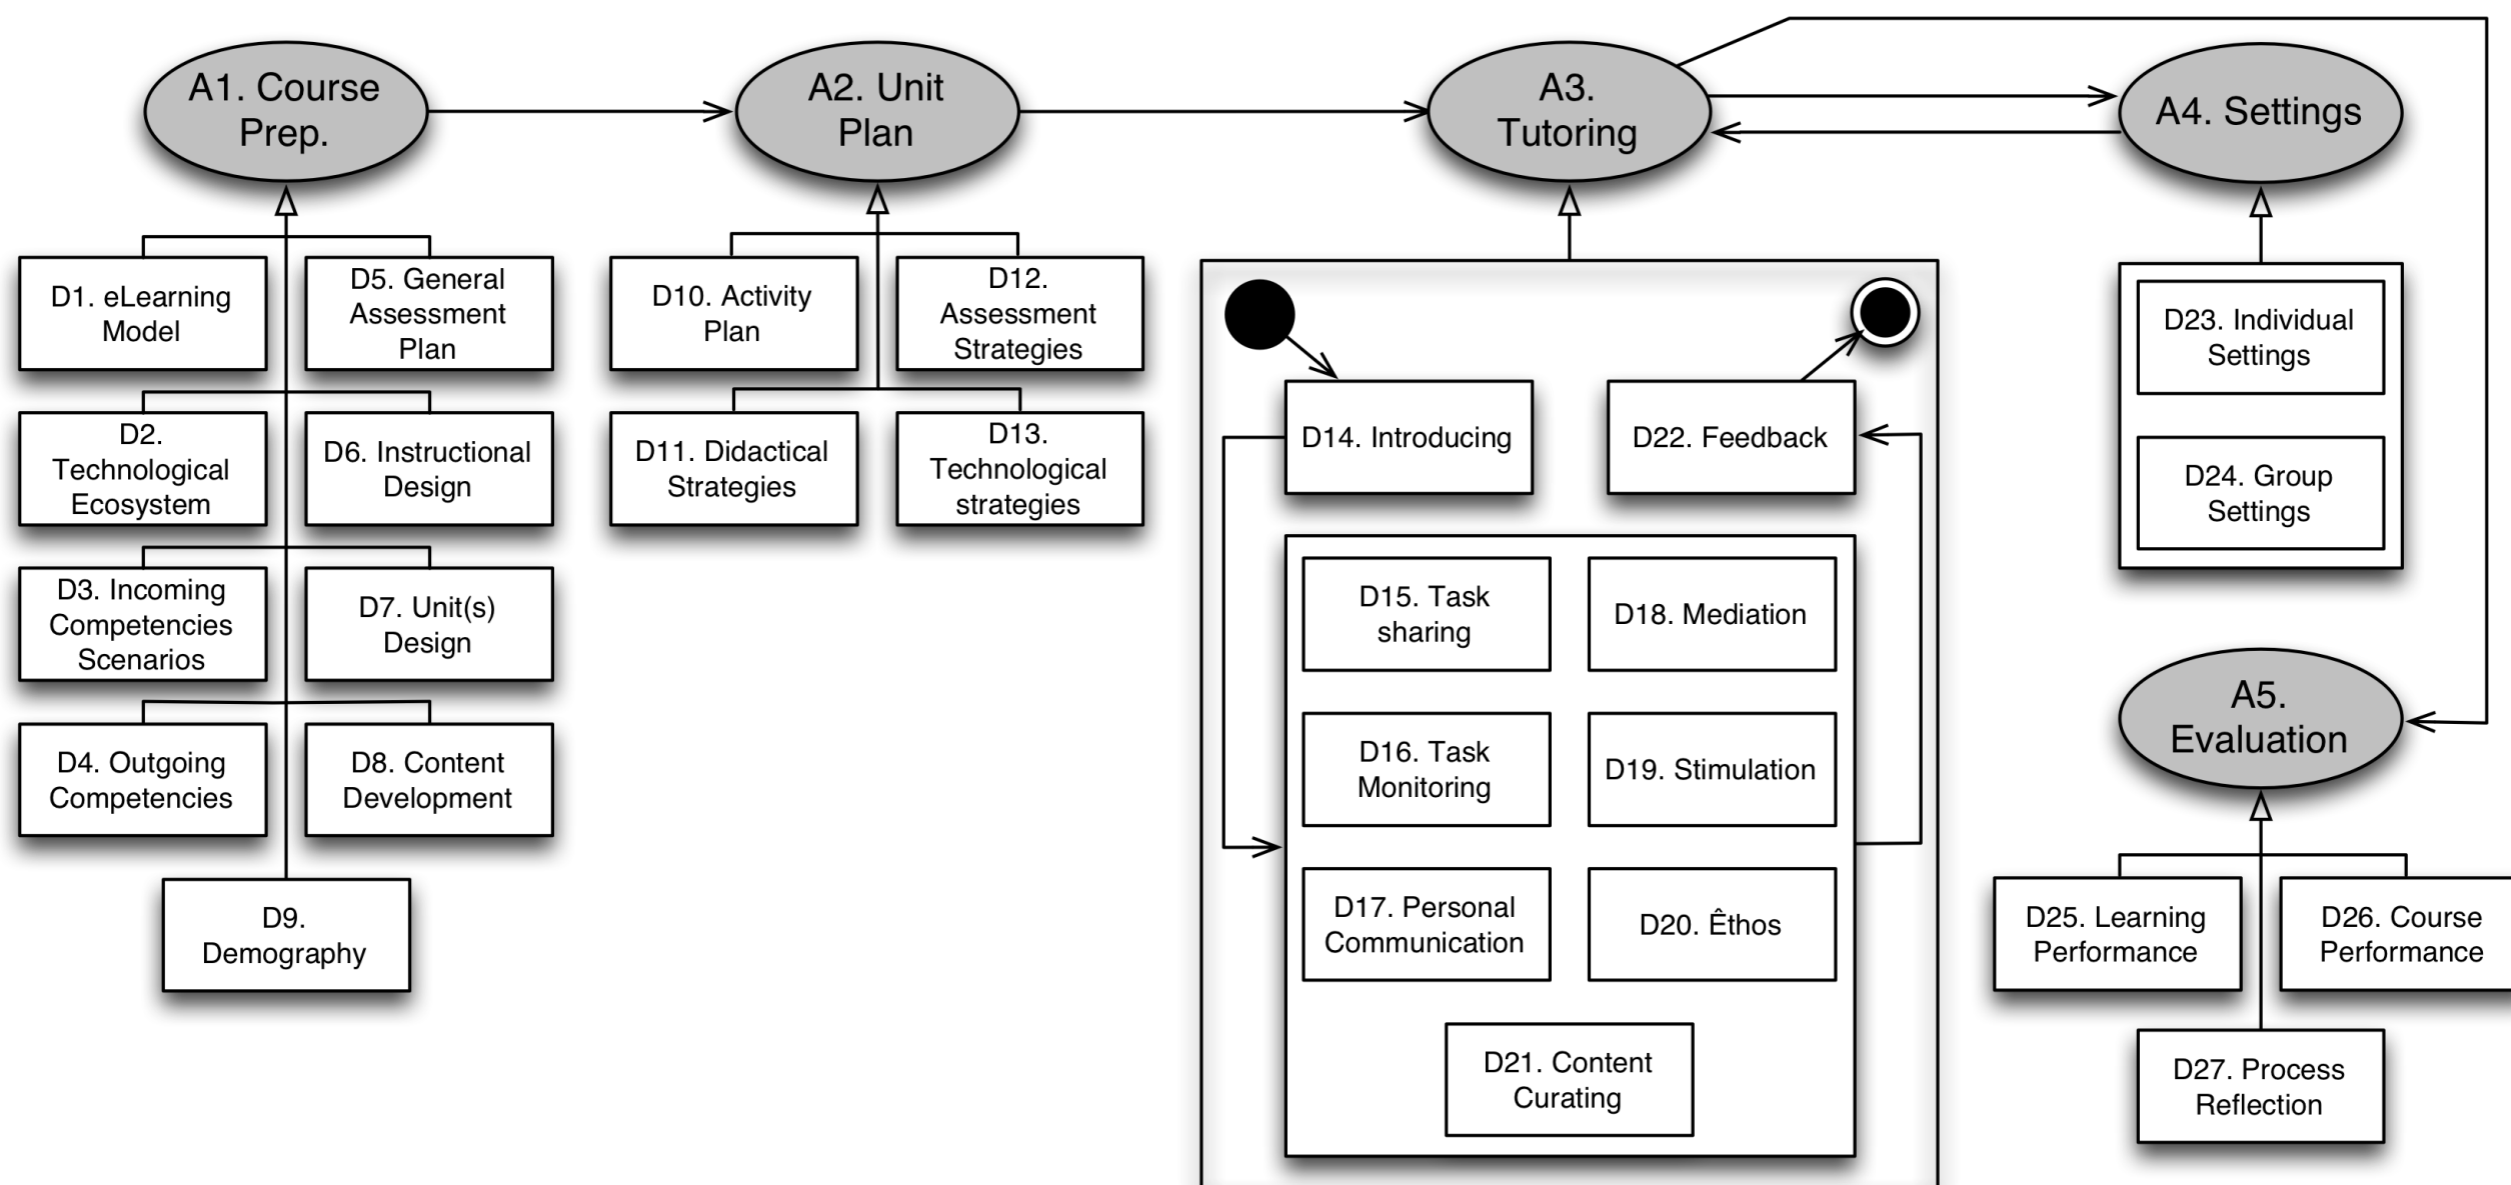 A1. Course
Prep.
A2. Unit
Plan
A3.
Tutoring
A4. Settings
D1. eLearning
Model
D5. General
Assessment
Plan
D2.
Technological
Ecosystem
D6. Instructional
Design
D3. Incoming
Competencies
Scenarios
D7. Unit(s)
Design
D4. Outgoing
Competencies
D8. Content
Development
D9.
Demography
D10. Activity
Plan
D12.
Assessment
Strategies
D11. Didactical
Strategies
D13.
Technological
strategies
D14. Introducing
D22. Feedback
D15. Task
sharing
D18. Mediation
D16. Task
Monitoring
D19. Stimulation
D17. Personal
Communication
D20. Êthos
D21. Content
Curating
D23. Individual
Settings
D24. Group
Settings
A5.
Evaluation
D25. Learning
Performance
D26. Course
Performance
D27. Process
Reflection